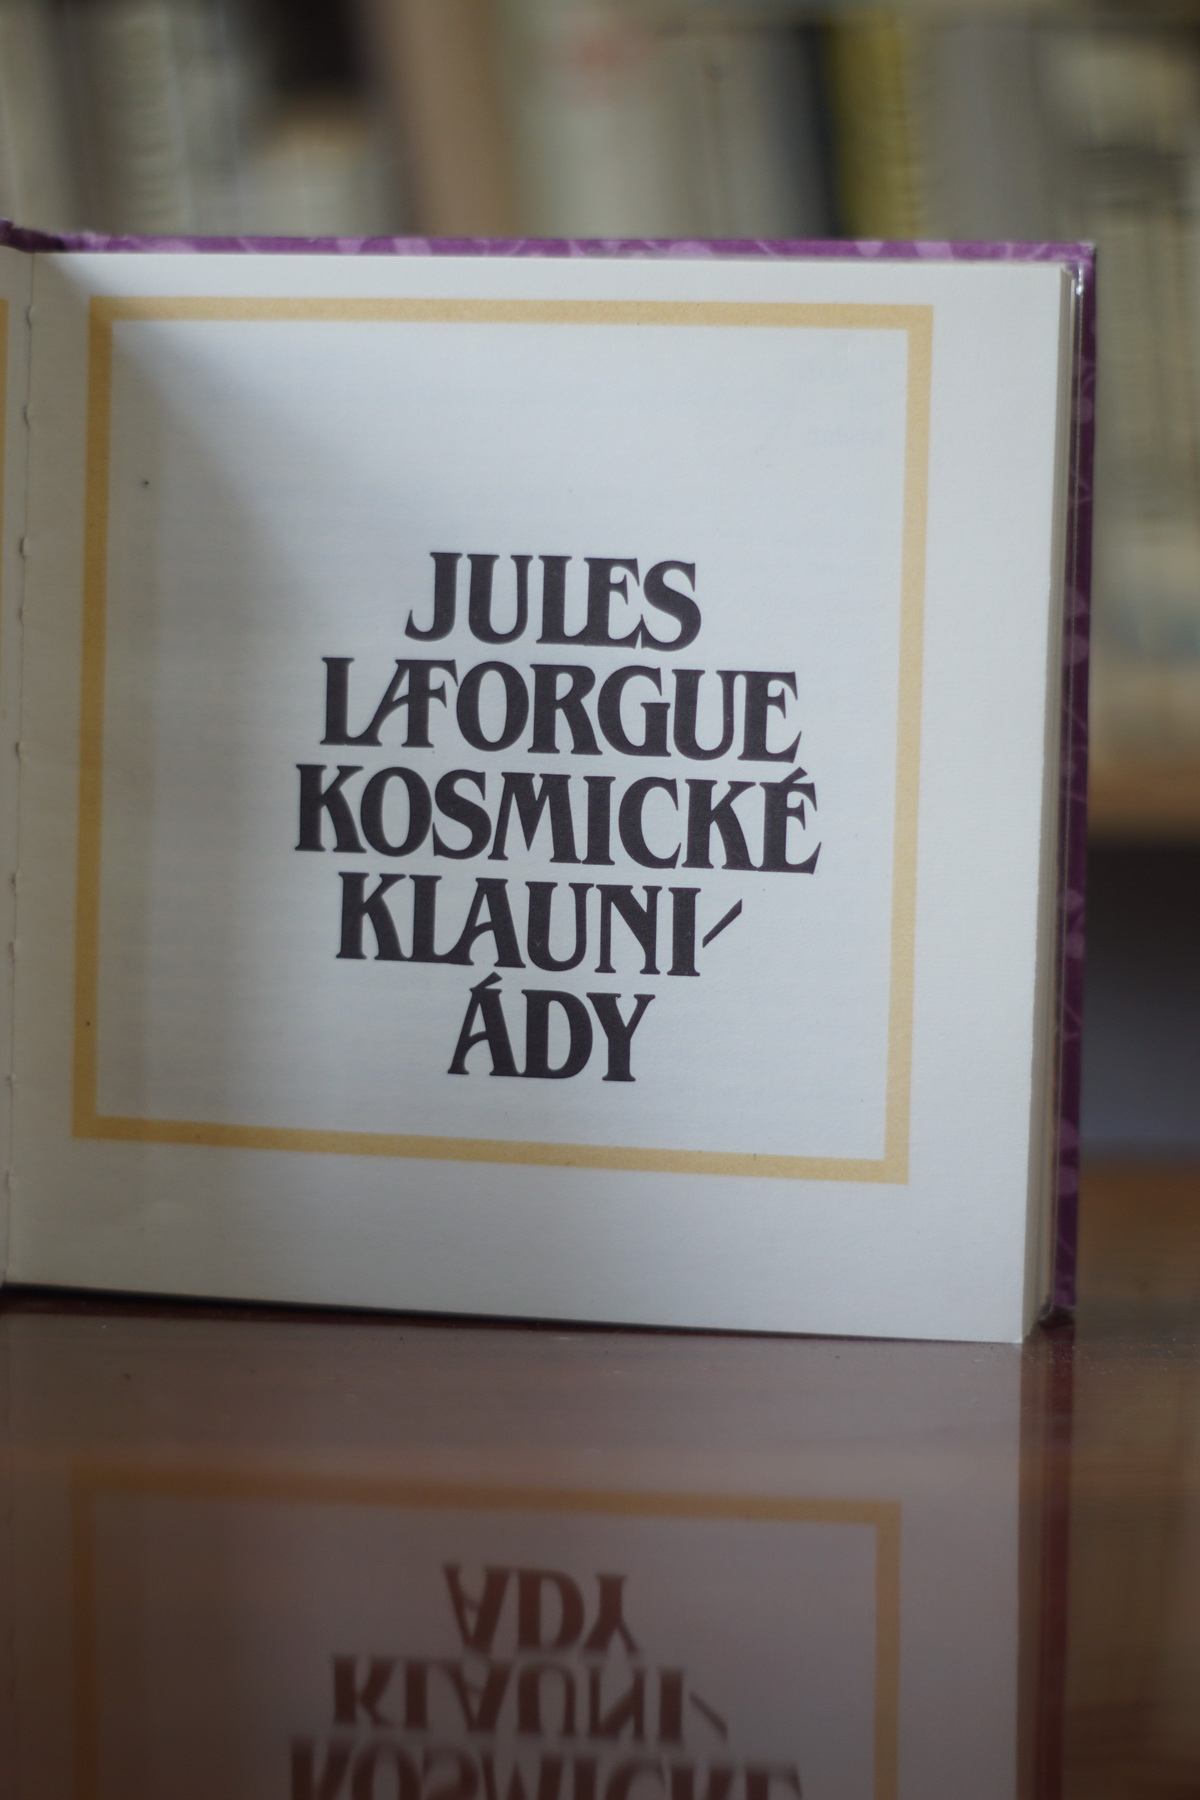 JULES
LAFORGUE
KOSMICKÉ
KLAUNI-
ÁDY